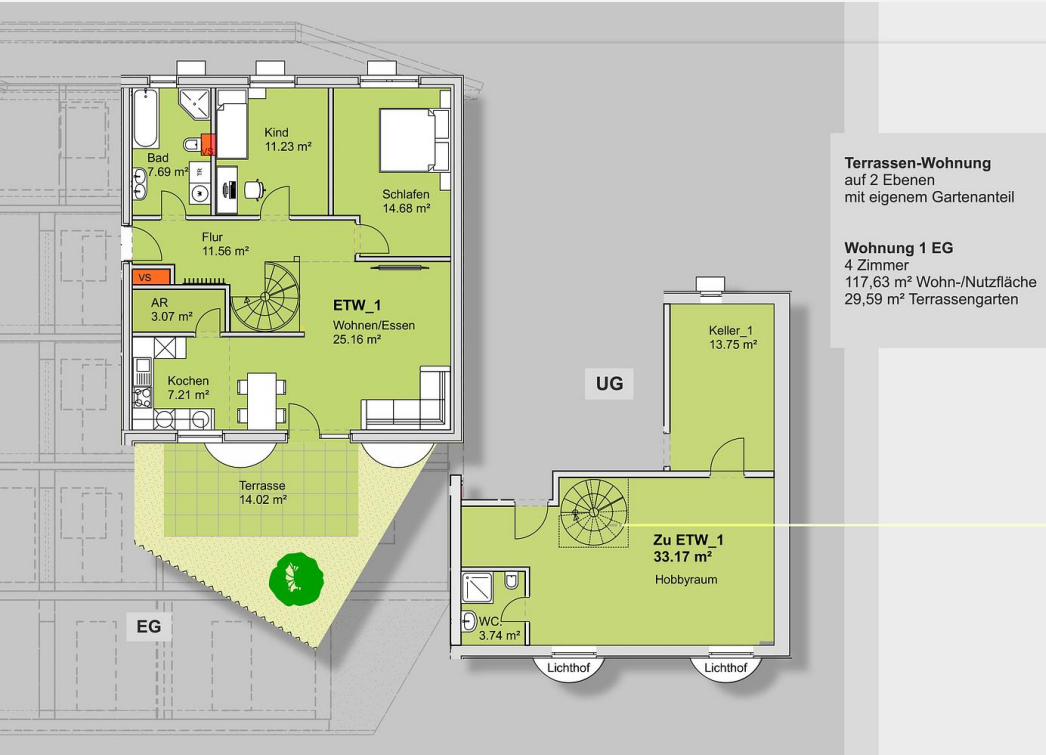 Terrassen-Wohnung
auf 2 Ebenen
mit eigenem Gartenanteil
Wohnung 1 EG
4 Zimmer
117,63 m² Wohn-/Nutzfläche
29,59 m² Terrassengarten
Bad
7.69 m²
VS
TR
W
Kind
11.23 m²
Schlafen
14.68 m²
Flur
11.56 m²
VS
AR
3.07 m²
ETW_1
Wohnen/Essen
25.16 m²
Kochen
7.21 m²
Terrasse
14.02 m²
EG
UG
Keller_1
13.75 m²
Zu ETW_1
33.17 m²
Hobbyraum
WC.
3.74 m²
Lichthof
Lichthof